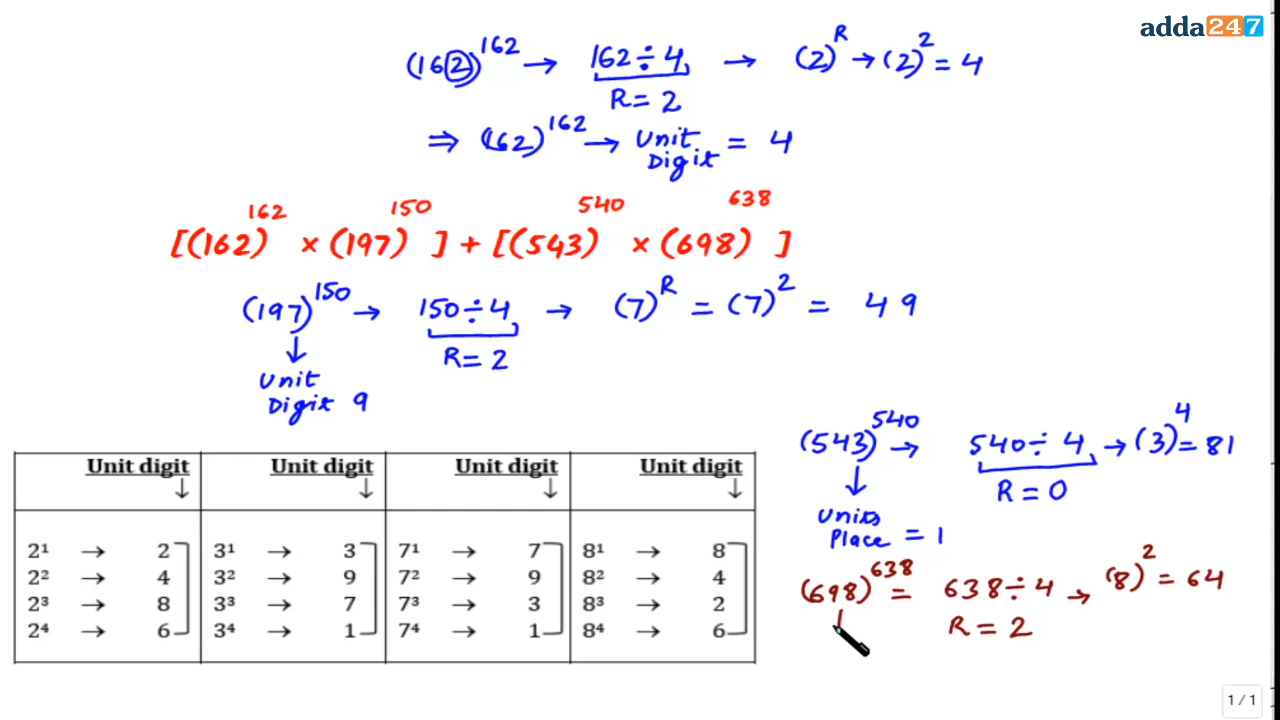 adda247
(162)¹⁶² → 162 ÷ 4 → (2)ᴿ → (2)² = 4
R = 2
⇒ (162)¹⁶² → Unit Digit = 4
[(162)¹⁶² × (197)¹⁵⁰] + [(543)⁵⁴⁰ × (698)⁶³⁸]
(197)¹⁵⁰ → 150 ÷ 4 → (7)ᴿ = (7)² = 49
R = 2
↓
Unit
Digit 9
(543)⁵⁴⁰ → 540 ÷ 4 → (3)⁴ = 81
R = 0
↓
Units
Place = 1
(698)⁶³⁸ = 638 ÷ 4 → (8)² = 64
R = 2
Unit digit Unit digit Unit digit Unit digit
↓ ↓ ↓ ↓
2¹ → 2 3¹ → 3 7¹ → 7 8¹ → 8
2² → 4 3² → 9 7² → 9 8² → 4
2³ → 8 3³ → 7 7³ → 3 8³ → 2
2⁴ → 6 3⁴ → 1 7⁴ → 1 8⁴ → 6
1 / 1